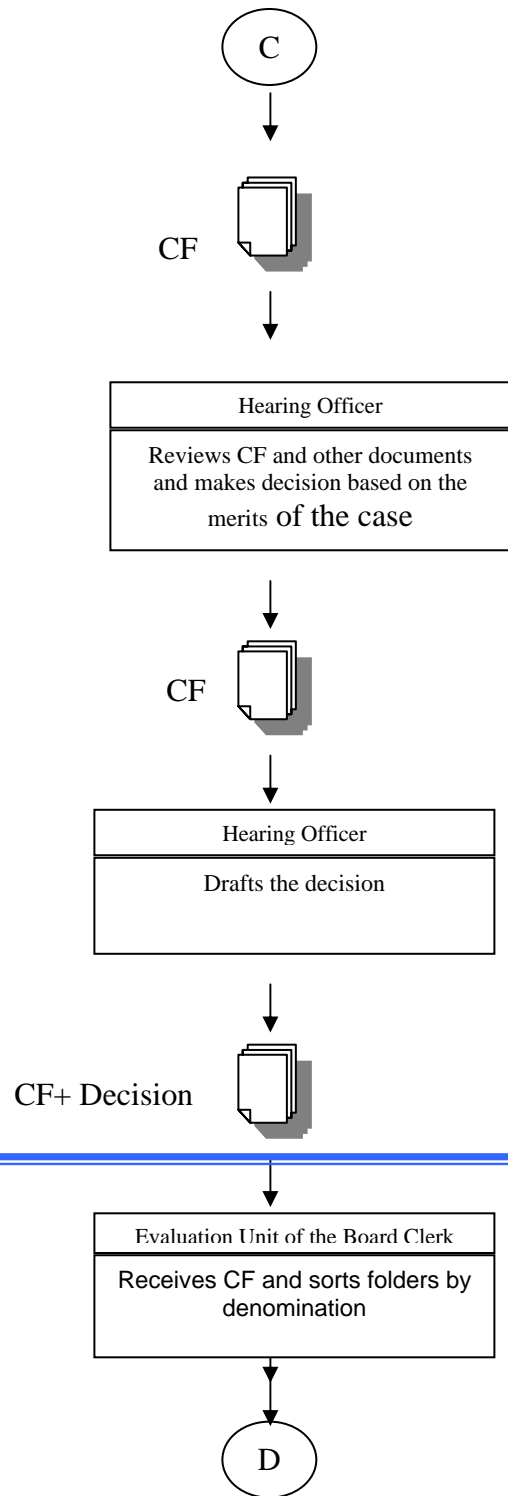 C
CF
Hearing Officer
Reviews CF and other documents
and makes decision based on the
merits of the case
CF
Hearing Officer
Drafts the decision
CF+ Decision
Evaluation Unit of the Board Clerk
Receives CF and sorts folders by
denomination
D